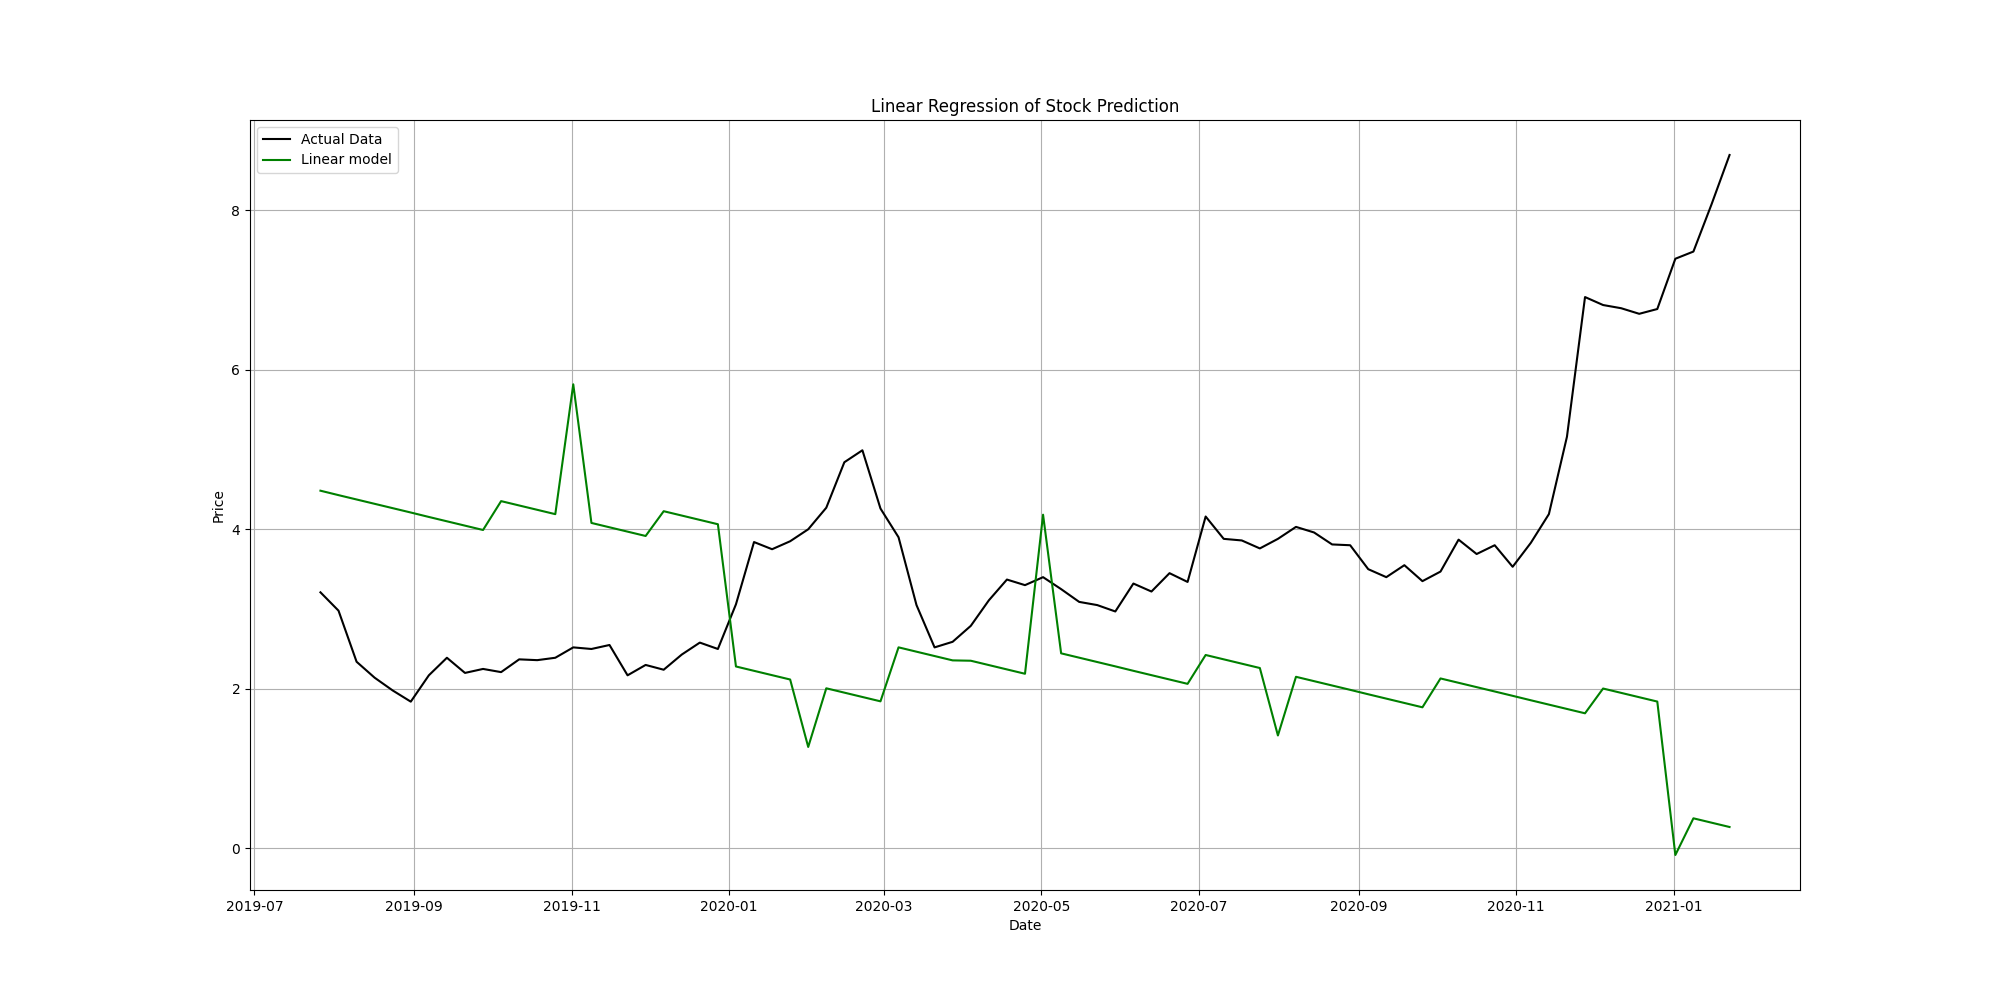 Linear Regression of Stock Prediction
Actual Data
Linear model
8
6
4
2
0
Price
2019-07 2019-09 2019-11 2020-01 2020-03 2020-05 2020-07 2020-09 2020-11 2021-01
Date